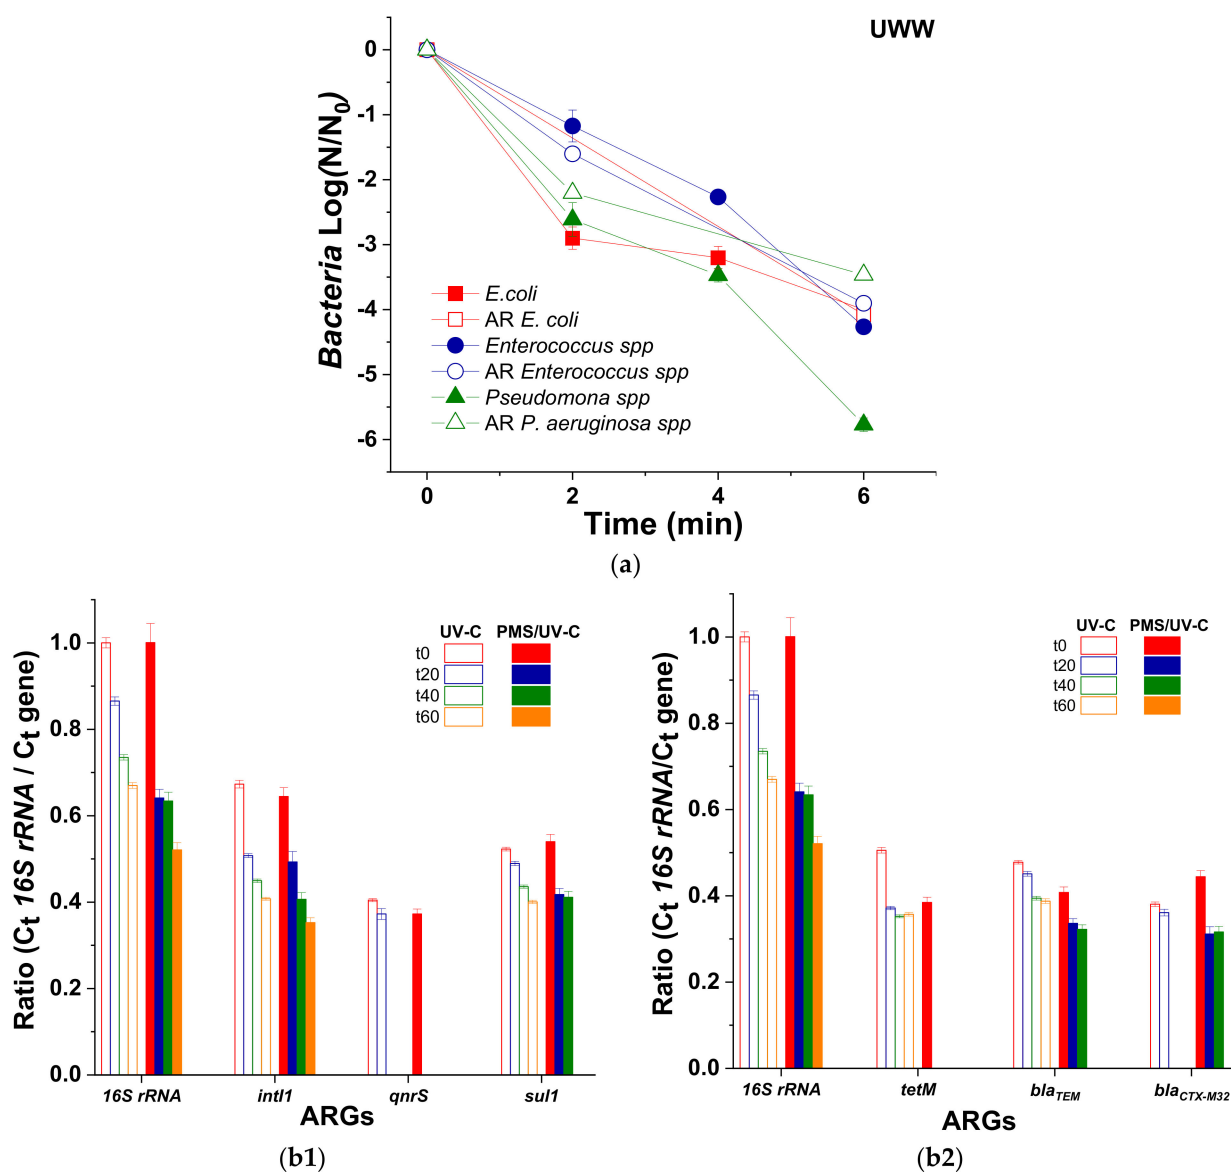 UWW
0
-1
-2
-3
-4
-5
-6
Bacteria Log(N/N0)
E.coli
AR E. coli
Enterococcus spp
AR Enterococcus spp
Pseudomona spp
AR P. aeruginosa spp
0 2 4 6
Time (min)
(a)
1.0
0.8
0.6
0.4
0.2
0.0
Ratio (Ct 16S rRNA / Ct gene)
UV-C PMS/UV-C
t0
t20
t40
t60
16S rRNA intI1 qnrS sul1
ARGs
(b1)
1.0
0.8
0.6
0.4
0.2
0.0
Ratio (Ct 16S rRNA/Ct gene)
UV-C PMS/UV-C
t0
t20
t40
t60
16S rRNA tetM blaTEM blaCTX-M32
ARGs
(b2)